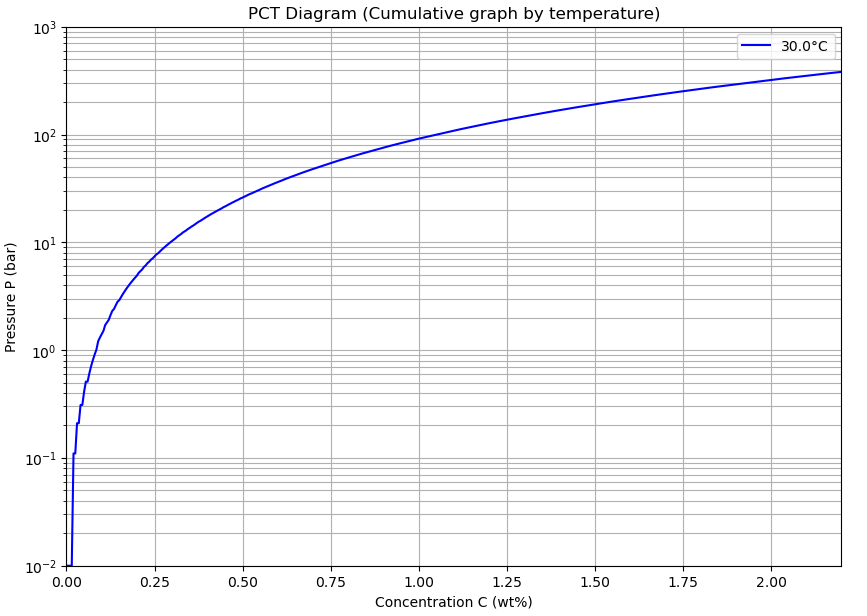 PCT Diagram (Cumulative graph by temperature)
30.0°C
Pressure P (bar)
10³
10²
10¹
10⁰
10⁻¹
10⁻²
0.00 0.25 0.50 0.75 1.00 1.25 1.50 1.75 2.00
Concentration C (wt%)